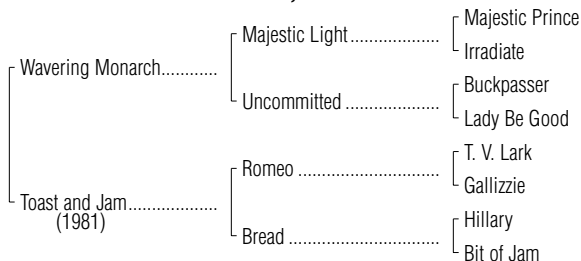 Majestic Prince
Majestic Light....................
Irradiate
Wavering Monarch............
Buckpasser
Uncommitted .....................
Lady Be Good
T. V. Lark
Romeo ...............................
Gallizzie
Toast and Jam....................
(1981)
Hillary
Bread .................................
Bit of Jam